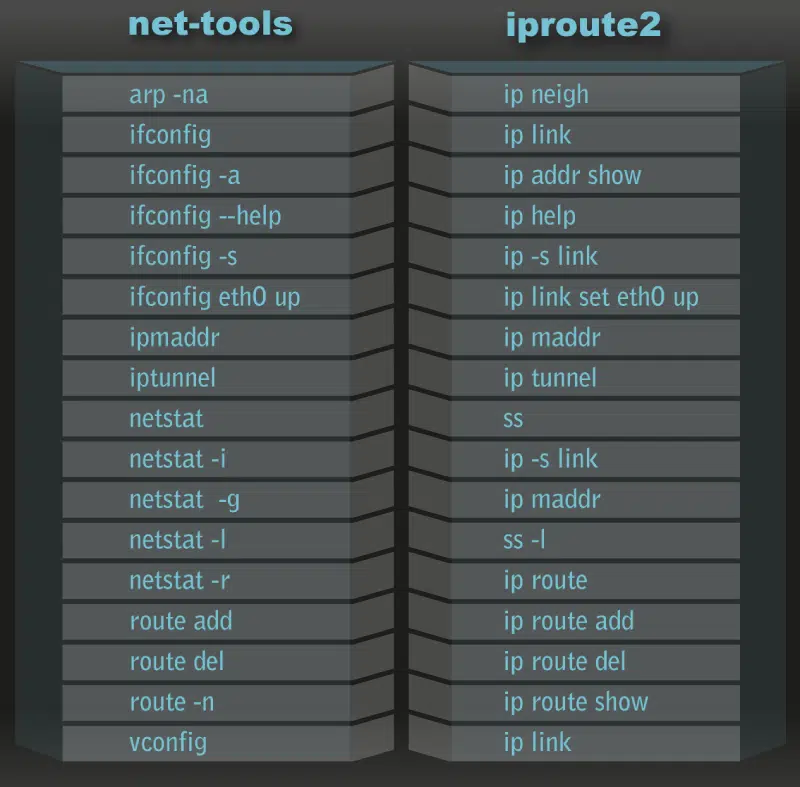 net-tools iproute2
arp -na ip neigh
ifconfig ip link
ifconfig -a ip addr show
ifconfig --help ip help
ifconfig -s ip -s link
ifconfig eth0 up ip link set eth0 up
ipmaddr ip maddr
iptunnel ip tunnel
netstat ss
netstat -i ip -s link
netstat  -g ip maddr
netstat -l ss -l
netstat -r ip route
route add ip route add
route del ip route del
route -n ip route show
vconfig ip link